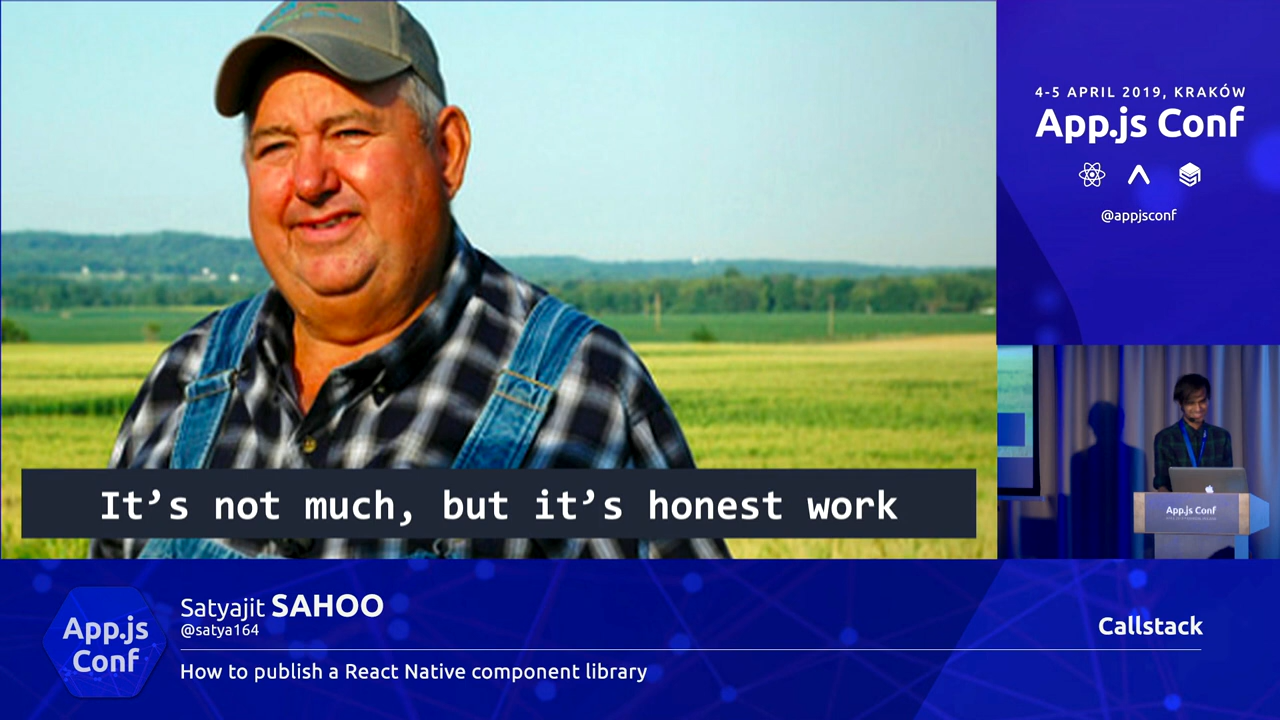 It’s not much, but it’s honest work
4-5 APRIL 2019, KRAKÓW
App.js Conf
@appjsconf
App.js Conf
App.js
Conf
Satyajit SAHOO
@satya164
How to publish a React Native component library
Callstack